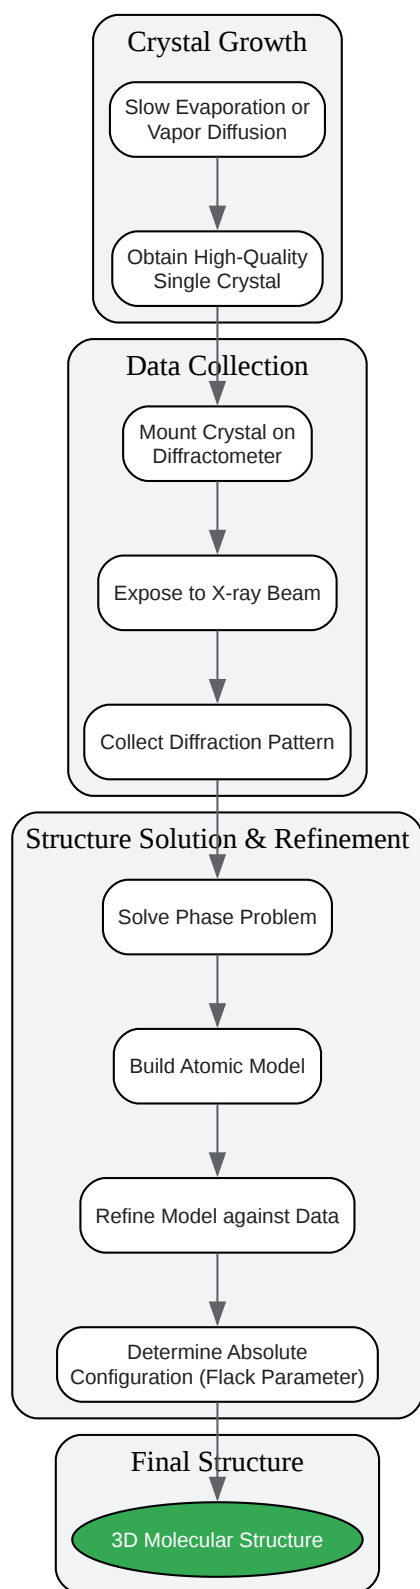 Crystal Growth
Slow Evaporation or
Vapor Diffusion
Obtain High-Quality
Single Crystal
Data Collection
Mount Crystal on
Diffractometer
Expose to X-ray Beam
Collect Diffraction Pattern
Structure Solution & Refinement
Solve Phase Problem
Build Atomic Model
Refine Model against Data
Determine Absolute
Configuration (Flack Parameter)
Final Structure
3D Molecular Structure